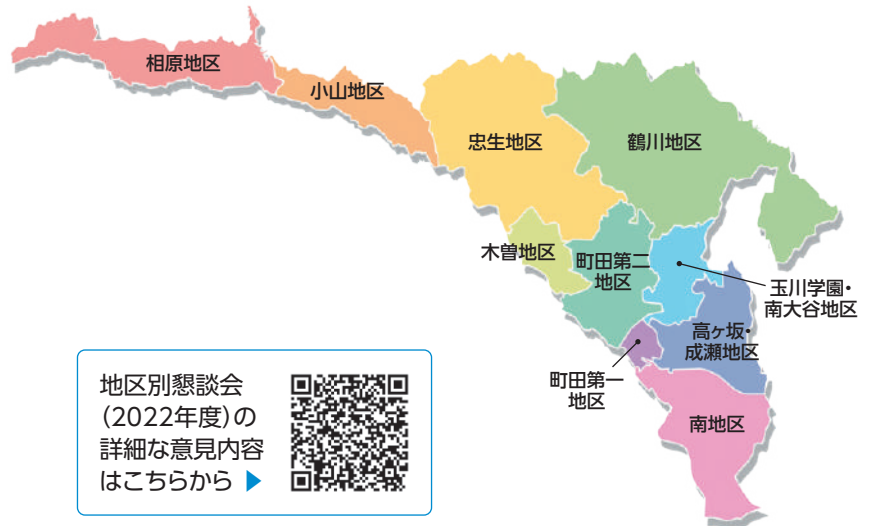 相原地区
小山地区
忠生地区
鶴川地区
木曽地区
町田第二
地区
玉川学園・
南大谷地区
高ヶ坂・
成瀬地区
町田第一
地区
南地区
地区別懇談会
(2022年度)の
詳細な意見内容
はこちらから ▶